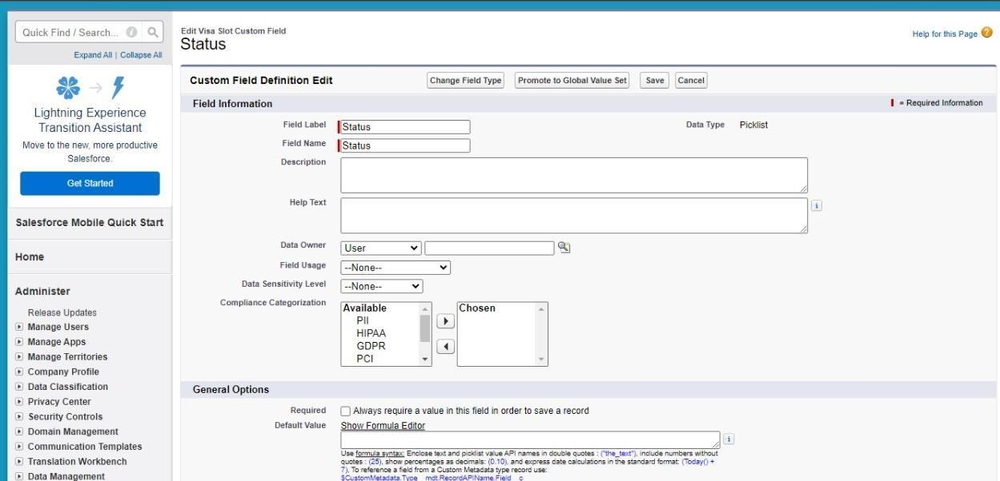 Quick Find / Search...
Expand All | Collapse All
Lightning Experience
Transition Assistant
Move to the new, more productive
Salesforce.
Get Started
Salesforce Mobile Quick Start
Home
Administer
Release Updates
Manage Users
Manage Apps
Manage Territories
Company Profile
Data Classification
Privacy Center
Security Controls
Domain Management
Communication Templates
Translation Workbench
Data Management
Edit Visa Slot Custom Field
Status
Help for this Page
Custom Field Definition Edit
Change Field Type
Promote to Global Value Set
Save
Cancel
Field Information
= Required Information
Field Label Status
Data Type Picklist
Field Name Status
Description
Help Text
Data Owner User
Field Usage --None--
Data Sensitivity Level --None--
Compliance Categorization
Available
PII
HIPAA
GDPR
PCI
Chosen
General Options
Required Always require a value in this field in order to save a record
Default Value Show Formula Editor
Use formula syntax: Enclose text and picklist value API names in double quotes : ("the_text"), include numbers without
quotes : (25), show percentages as decimals: (0.10), and express date calculations in the standard format: (Today() +
7), To reference a field from a Custom Metadata type record use:
$CustomMetadata.Type__mdt.RecordAPIName.Field__c